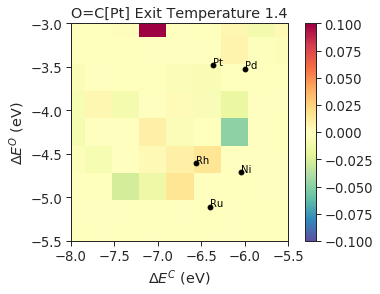 O=C[Pt] Exit Temperature 1.4
−3.0
−3.5
−4.0
−4.5
−5.0
−5.5
ΔE^O (eV)
Pt
Pd
Rh
Ni
Ru
−8.0 −7.5 −7.0 −6.5 −6.0 −5.5
ΔE^C (eV)
0.100
0.075
0.050
0.025
0.000
−0.025
−0.050
−0.075
−0.100